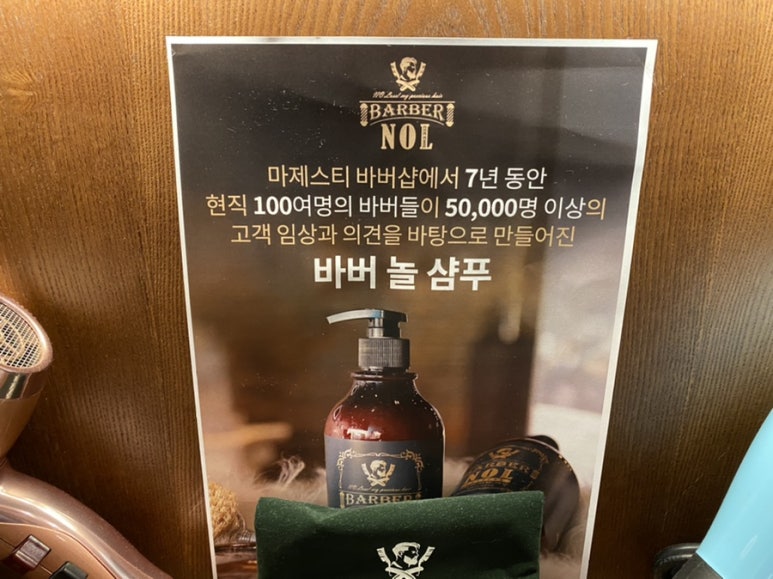 BARBER
NOL
마제스티 바버샵에서 7년 동안
현직 100여명의 바버들이 50,000명 이상의
고객 임상과 의견을 바탕으로 만들어진
바버 놀 샴푸
BARBER
BARBER
NOL